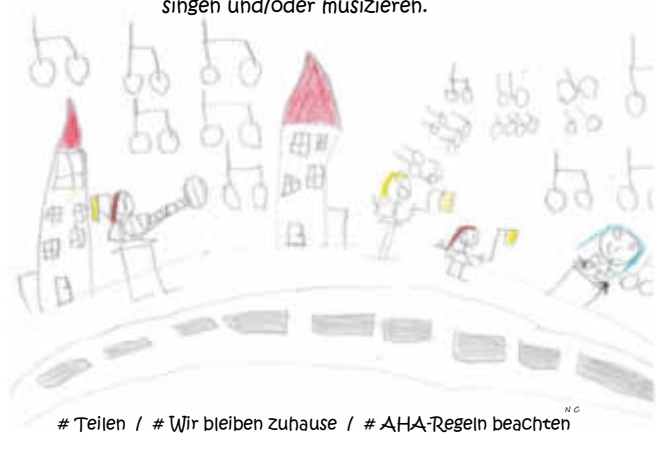 singen und/oder musizieren.
N C
# Teilen / # Wir bleiben zuhause / # AHA-Regeln beachten